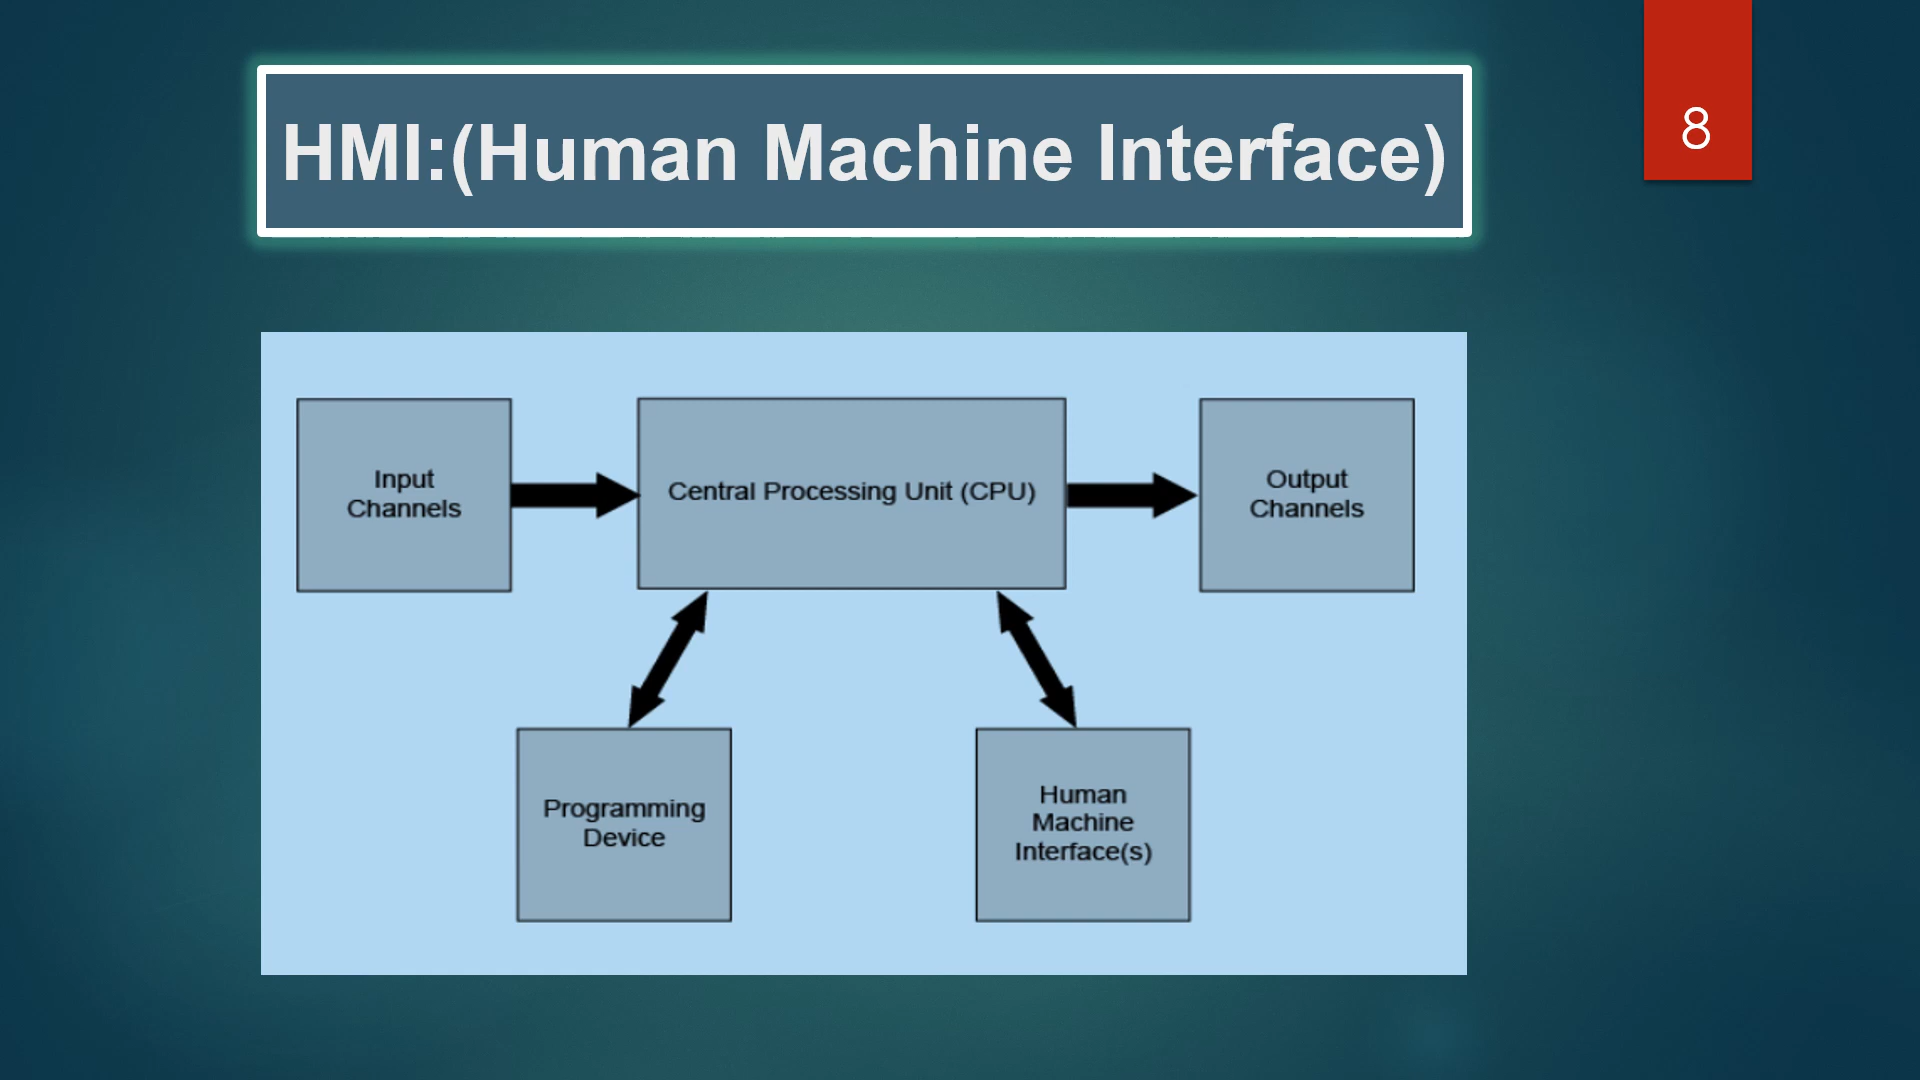 HMI:(Human Machine Interface)
8
Input
Channels
Central Processing Unit (CPU)
Output
Channels
Programming
Device
Human
Machine
Interface(s)